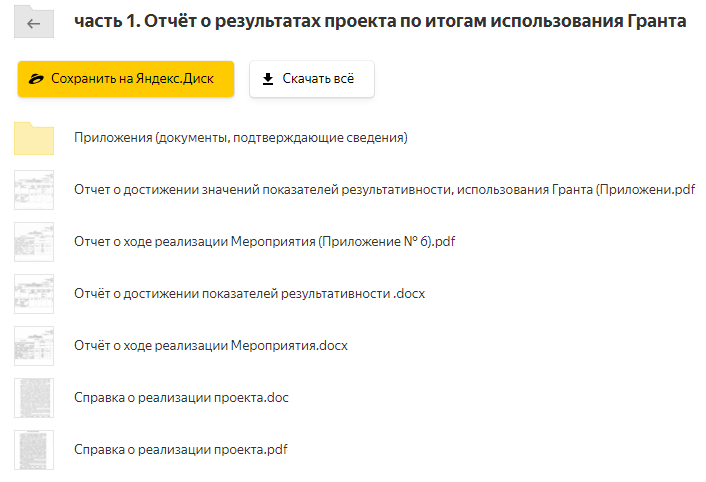 часть 1. Отчёт о результатах проекта по итогам использования Гранта
Сохранить на Яндекс.Диск
Скачать всё
Приложения (документы, подтверждающие сведения)
Отчет о достижении значений показателей результативности, использования Гранта (Приложени.pdf
Отчет о ходе реализации Мероприятия (Приложение № 6).pdf
Отчёт о достижении показателей результативности .docx
Отчёт о ходе реализации Мероприятия.docx
Справка о реализации проекта.doc
Справка о реализации проекта.pdf